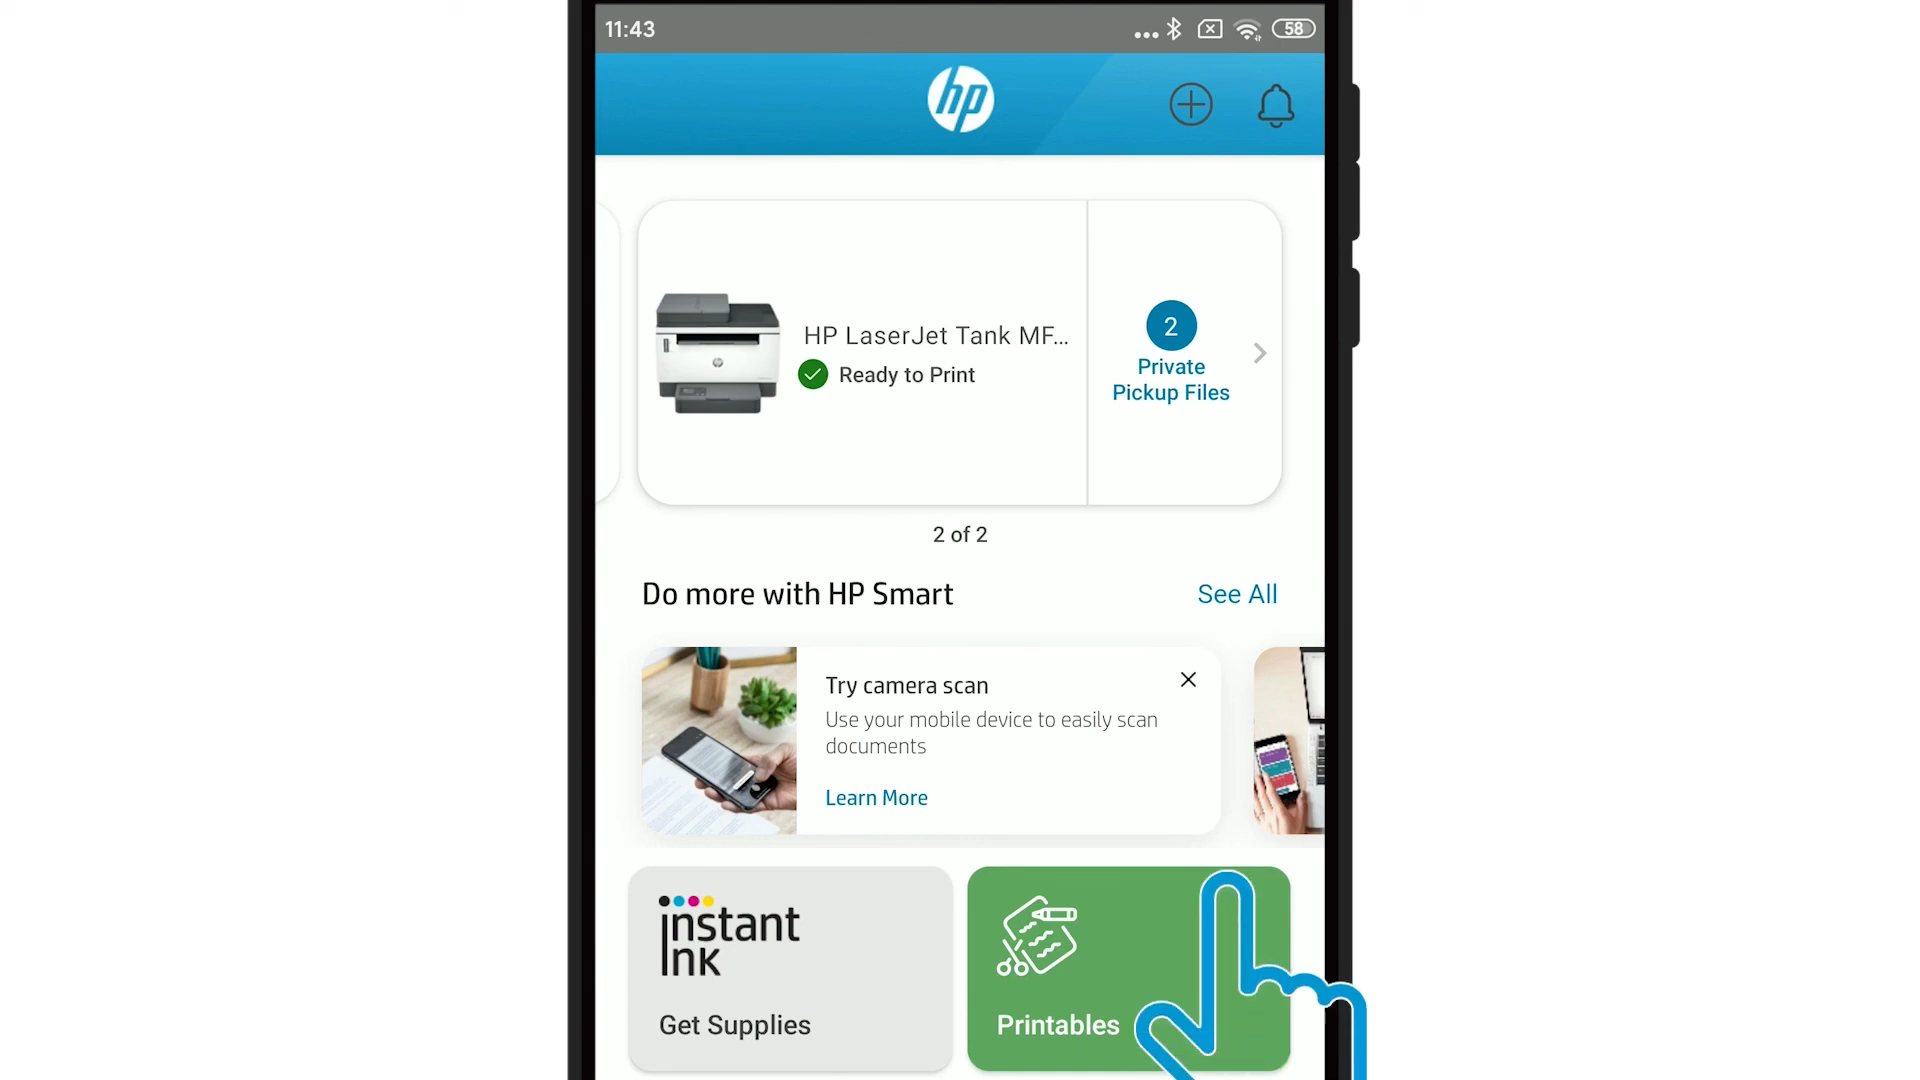 11:43
58
hp
HP LaserJet Tank MF...
Ready to Print
2
Private
Pickup Files
2 of 2
Do more with HP Smart
See All
Try camera scan
Use your mobile device to easily scan
documents
Learn More
instant
ink
Get Supplies
Printables